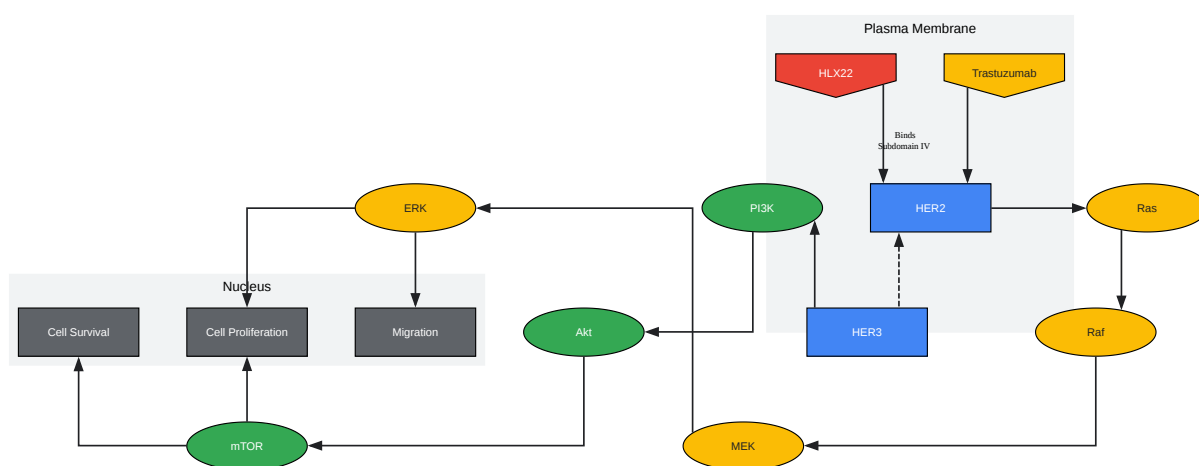 Plasma Membrane
HLX22
Trastuzumab
Binds
Subdomain IV
ERK
PI3K
HER2
Ras
Nucleus
Cell Survival
Cell Proliferation
Migration
Akt
HER3
Raf
mTOR
MEK